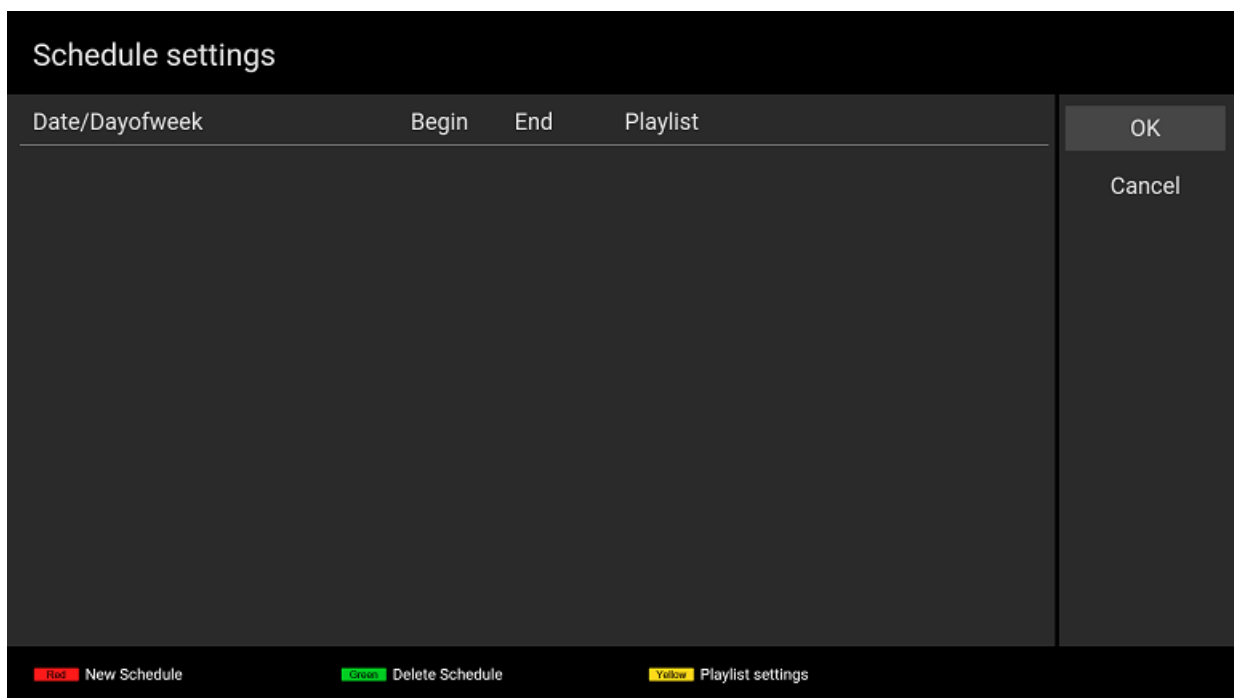 Schedule settings
Date/Dayofweek Begin End Playlist
OK
Cancel
Red New Schedule Green Delete Schedule Yellow Playlist settings